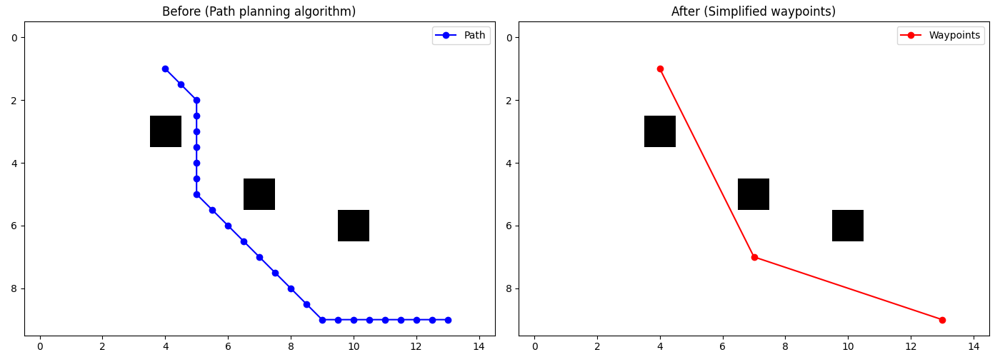 Before (Path planning algorithm)
Path
0
2
4
6
8
0 2 4 6 8 10 12 14
After (Simplified waypoints)
Waypoints
0
2
4
6
8
0 2 4 6 8 10 12 14